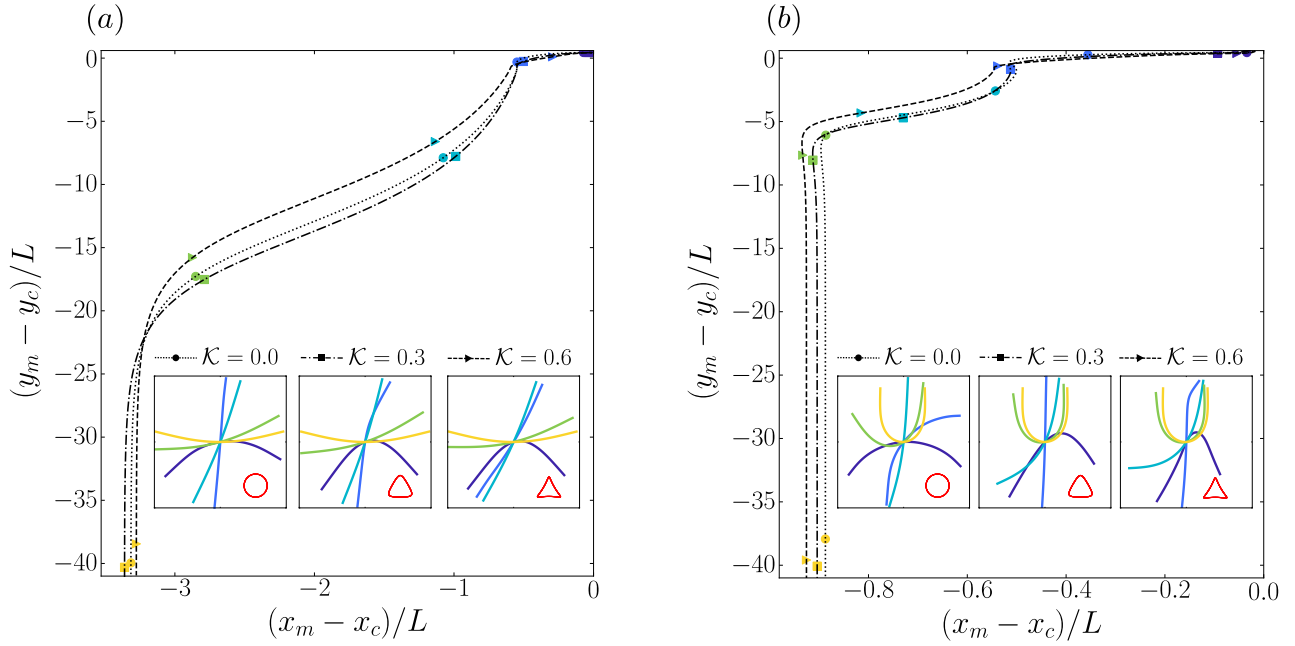 (a)
0
−5
−10
−15
−20
−25
−30
−35
−40
(y_m − y_c)/L
𝒦 = 0.0
𝒦 = 0.3
𝒦 = 0.6
−3
−2
−1
0
(x_m − x_c)/L
(b)
0
−5
−10
−15
−20
−25
−30
−35
−40
(y_m − y_c)/L
𝒦 = 0.0
𝒦 = 0.3
𝒦 = 0.6
−0.8
−0.6
−0.4
−0.2
0.0
(x_m − x_c)/L